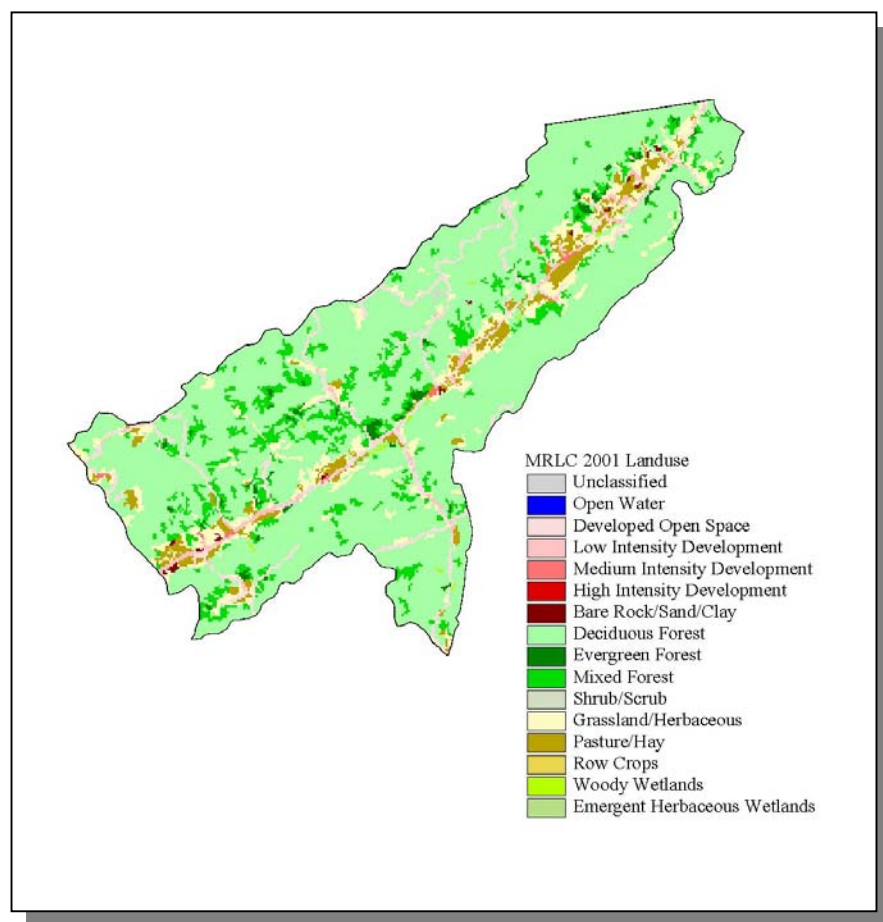 MRLC 2001 Landuse
Unclassified
Open Water
Developed Open Space
Low Intensity Development
Medium Intensity Development
High Intensity Development
Bare Rock/Sand/Clay
Deciduous Forest
Evergreen Forest
Mixed Forest
Shrub/Scrub
Grassland/Herbaceous
Pasture/Hay
Row Crops
Woody Wetlands
Emergent Herbaceous Wetlands